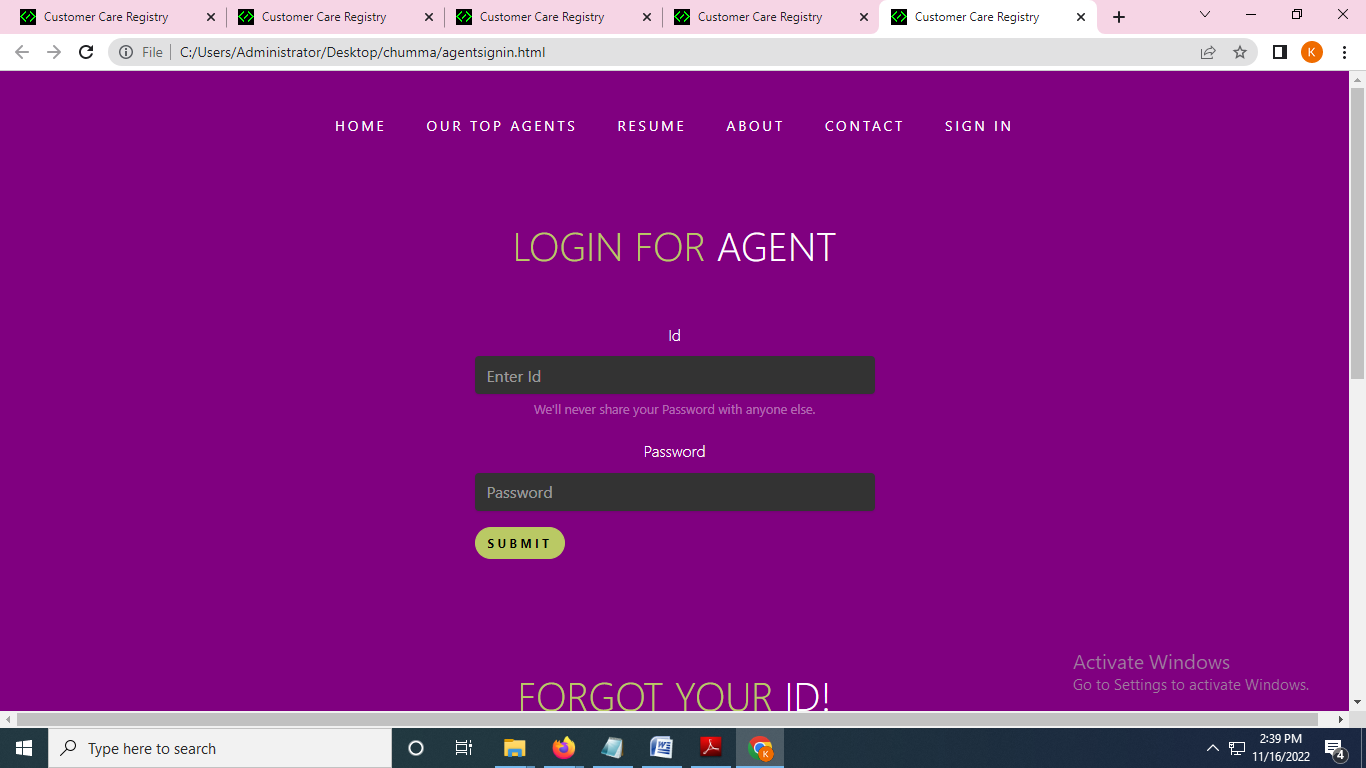 Customer Care Registry
Customer Care Registry
Customer Care Registry
Customer Care Registry
Customer Care Registry
File
C:/Users/Administrator/Desktop/chumma/agentsignin.html
K
HOME
OUR TOP AGENTS
RESUME
ABOUT
CONTACT
SIGN IN
LOGIN FOR AGENT
Id
Enter Id
We'll never share your Password with anyone else.
Password
Password
SUBMIT
FORGOT YOUR ID!
Activate Windows
Go to Settings to activate Windows.
Type here to search
W
K
2:39 PM
11/16/2022
4